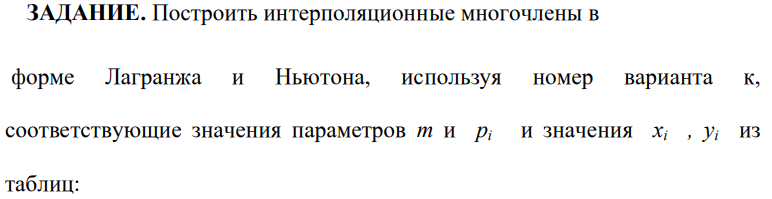 ЗАДАНИЕ. Построить интерполяционные многочлены в
форме Лагранжа и Ньютона, используя номер варианта к,
соответствующие значения параметров m и pi и значения xi , yi из
таблиц: